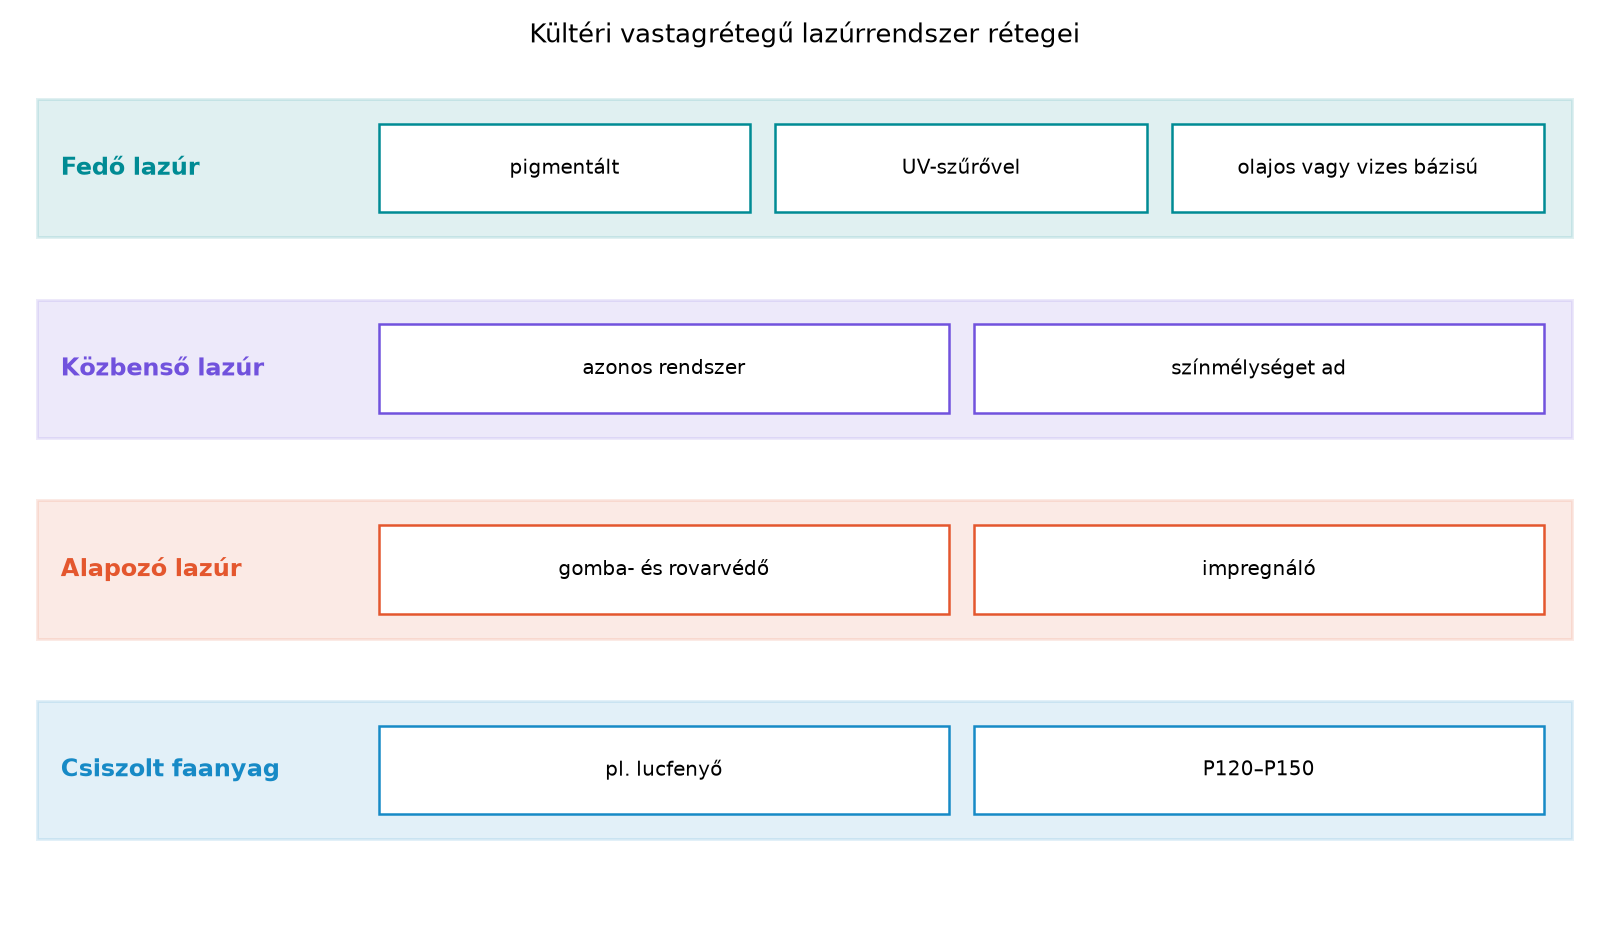 Kültéri vastagrétegű lazúrrendszer rétegei
Fedő lazúr
pigmentált
UV-szűrővel
olajos vagy vizes bázisú
Közbenső lazúr
azonos rendszer
színmélységet ad
Alapozó lazúr
gomba- és rovarvédő
impregnáló
Csiszolt faanyag
pl. lucfenyő
P120–P150